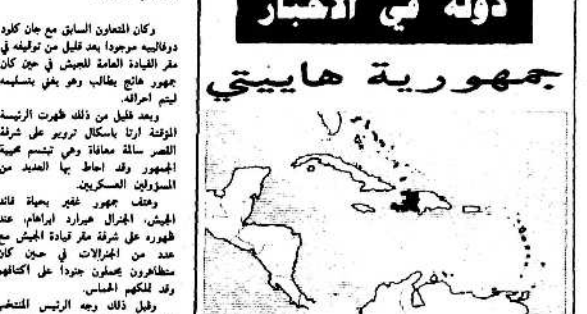 دولة في الأخبار
جمهورية هاييتي
وكان المتعاون السابق مع جان كلود
دوفالييه موجودا بعد قليل من توقيفه في
مقر القيادة العامة للجيش في حين كان
جمهور هائج يطالب وهو يغني بتسليمه
ليتم احراقه.
وبعد قليل من ذلك ظهرت الرئيسة
المؤقتة ارتا باسكال ترويو على شرفة
القصر سالمة معافاة وهي تبتسم محيية
الجمهور وقد احاط بها العديد من
المسؤولين العسكريين.
وهتف جمهور غفير بحياة قائد
الجيش، الجنرال هيرارد ابراهام، عند
ظهوره على شرفة مقر قيادة الجيش مع
عدد من الجنرالات في حين كان
متظاهرون يحملون جنودا على اكتافهم
وقد تملكهم الحماس.
وقبل ذلك وجه الرئيس المنتخب